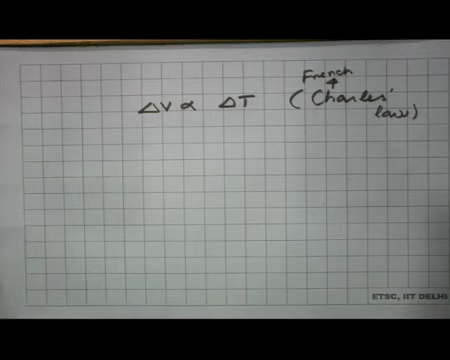 French
ΔV ∝ ΔT (Charles'
law)
ETSC, IIT DELHI